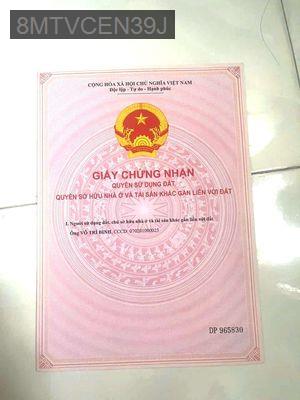 8MTVCEN39J
CỘNG HÒA XÃ HỘI CHỦ NGHĨA VIỆT NAM
Độc lập - Tự do - Hạnh phúc
GIẤY CHỨNG NHẬN
QUYỀN SỬ DỤNG ĐẤT
QUYỀN SỞ HỮU NHÀ Ở VÀ TÀI SẢN KHÁC GẮN LIỀN VỚI ĐẤT
I. Người sử dụng đất, chủ sở hữu nhà ở và tài sản khác gắn liền với đất
Ông VÕ TRÍ BÌNH, CCCD:
DP 965830